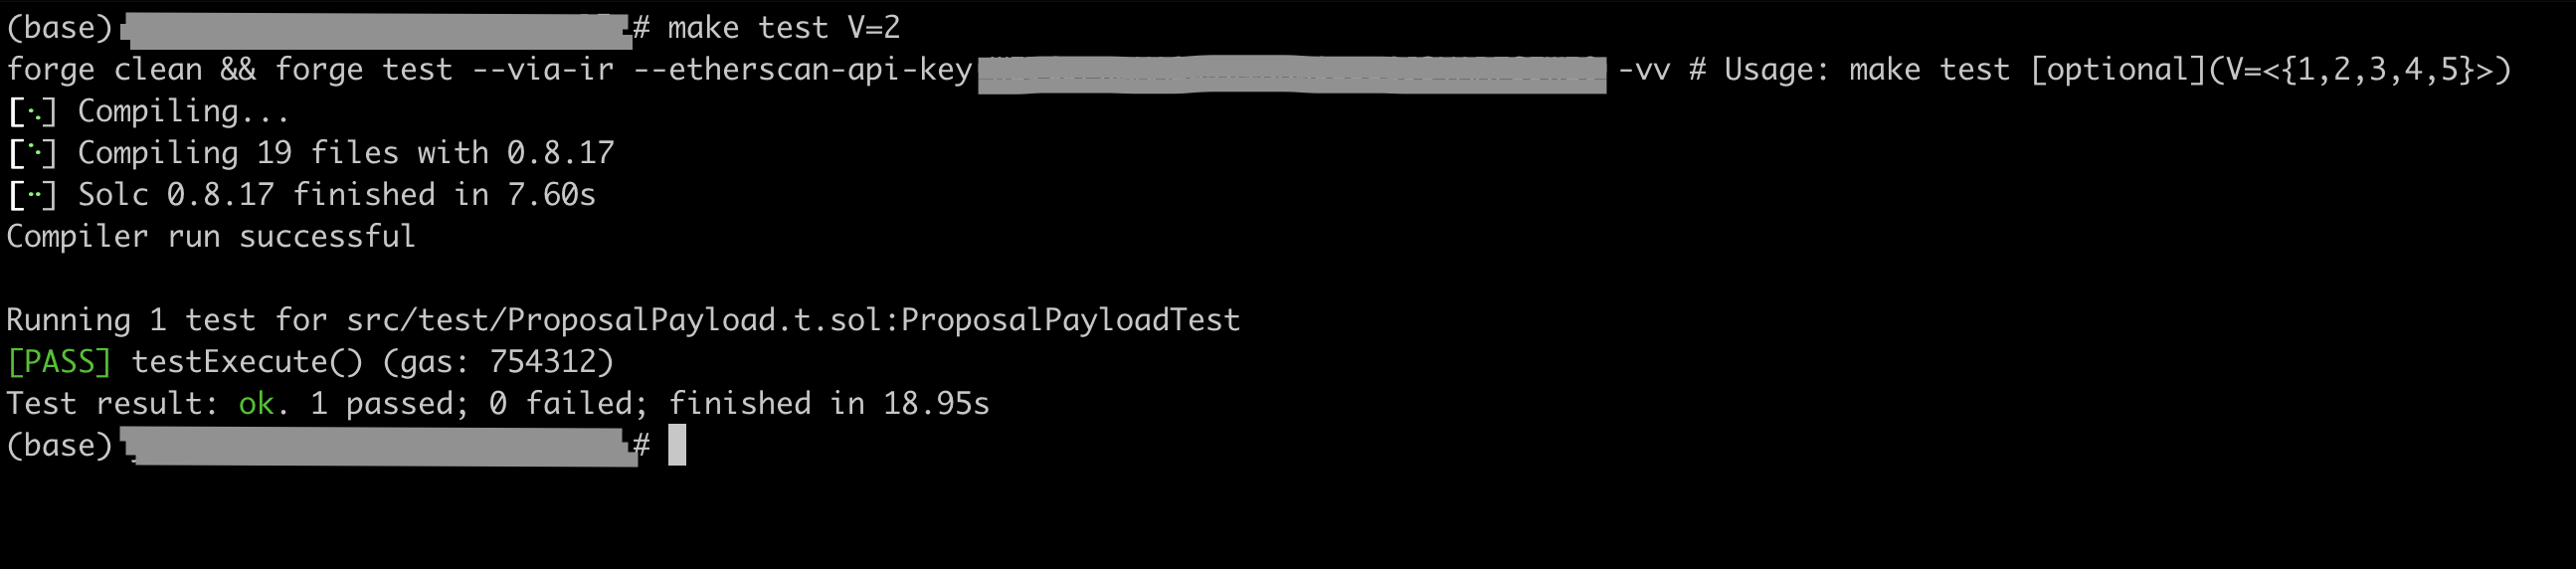 (base) # make test V=2
forge clean && forge test --via-ir --etherscan-api-key -vv # Usage: make test [optional](V=<{1,2,3,4,5}>)
[⠢] Compiling...
[⠑] Compiling 19 files with 0.8.17
[⠒] Solc 0.8.17 finished in 7.60s
Compiler run successful
Running 1 test for src/test/ProposalPayload.t.sol:ProposalPayloadTest
[PASS] testExecute() (gas: 754312)
Test result: ok. 1 passed; 0 failed; finished in 18.95s
(base) #